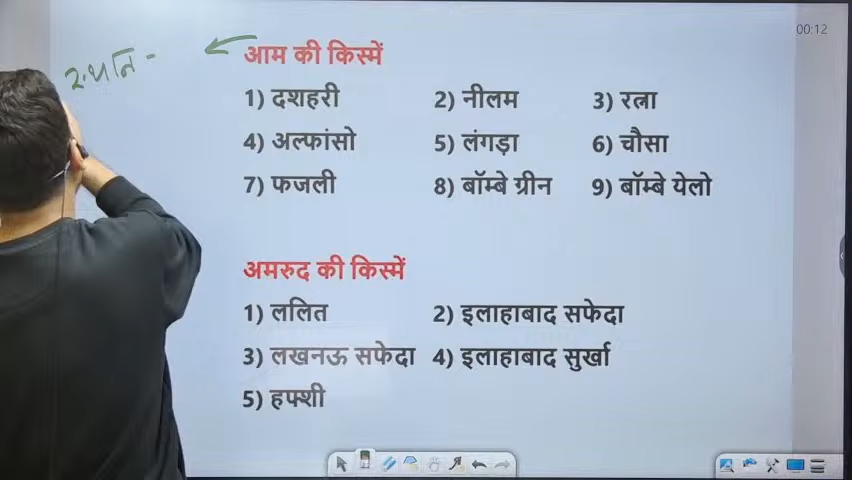 00:12
आम की किस्में
1) दशहरी 2) नीलम 3) रत्ना
4) अल्फांसो 5) लंगड़ा 6) चौसा
7) फजली 8) बॉम्बे ग्रीन 9) बॉम्बे येलो
अमरुद की किस्में
1) ललित 2) इलाहाबाद सफेदा
3) लखनऊ सफेदा 4) इलाहाबाद सुर्खा
5) हफ्शी